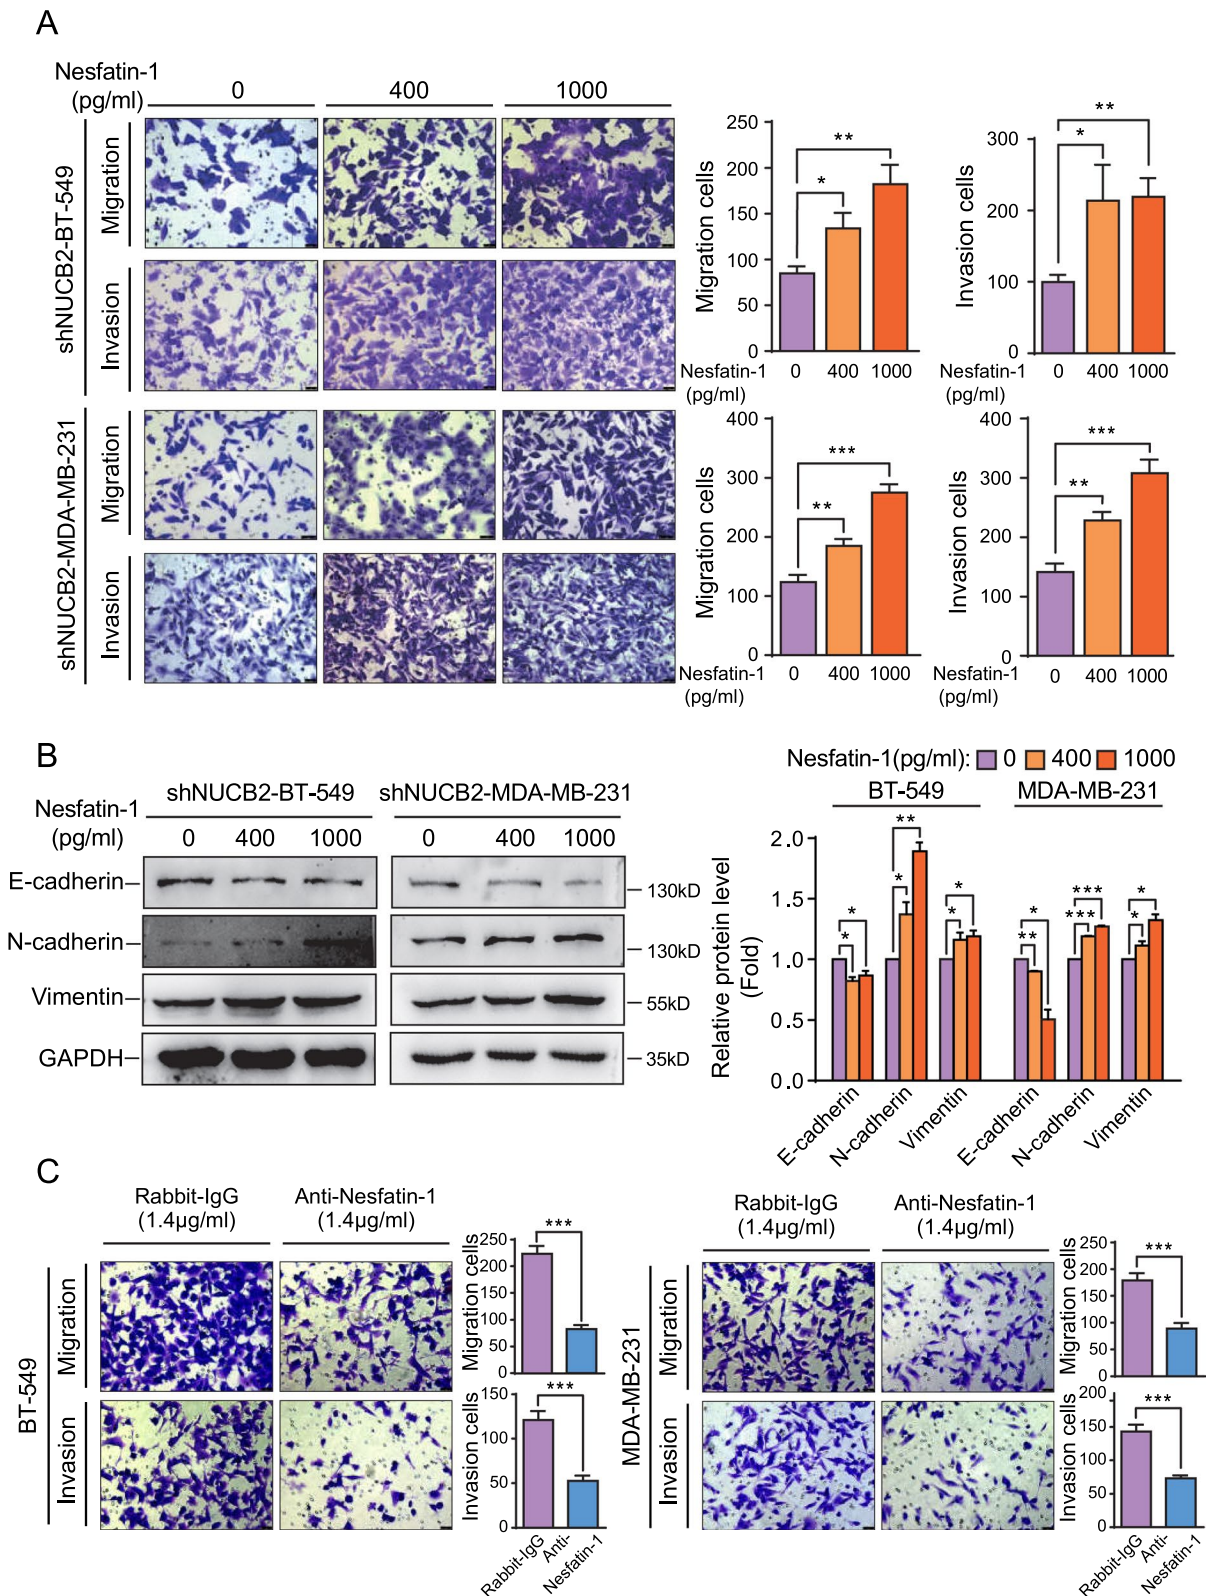 A
Nesfatin-1
(pg/ml)
0
400
1000
shNUCB2-BT-549
Migration
Invasion
shNUCB2-MDA-MB-231
Migration
Invasion
Migration cells
250
200
150
100
50
0
*
**
Nesfatin-1
(pg/ml)
0
400
1000
Invasion cells
300
200
100
0
*
**
Nesfatin-1
(pg/ml)
0
400
1000
Migration cells
400
300
200
100
0
**
***
Nesfatin-1
(pg/ml)
0
400
1000
Invasion cells
400
300
200
100
0
**
***
Nesfatin-1
(pg/ml)
0
400
1000
B
Nesfatin-1
(pg/ml)
shNUCB2-BT-549
0
400
1000
shNUCB2-MDA-MB-231
0
400
1000
E-cadherin
130kD
N-cadherin
130kD
Vimentin
55kD
GAPDH
35kD
Nesfatin-1(pg/ml): 0 400 1000
BT-549
MDA-MB-231
Relative protein level
(Fold)
2.0
1.5
1.0
0.5
0.0
*
*
*
**
*
*
**
*
***
***
*
*
E-cadherin
N-cadherin
Vimentin
E-cadherin
N-cadherin
Vimentin
C
Rabbit-IgG
(1.4µg/ml)
Anti-Nesfatin-1
(1.4µg/ml)
BT-549
Migration
Invasion
Migration cells
250
200
150
100
50
0
***
Invasion cells
150
100
50
0
***
Rabbit-IgG
Anti-
Nesfatin-1
Rabbit-IgG
(1.4µg/ml)
Anti-Nesfatin-1
(1.4µg/ml)
MDA-MB-231
Migration
Invasion
Migration cells
250
200
150
100
50
0
***
Invasion cells
200
150
100
50
0
***
Rabbit-IgG
Anti-
Nesfatin-1